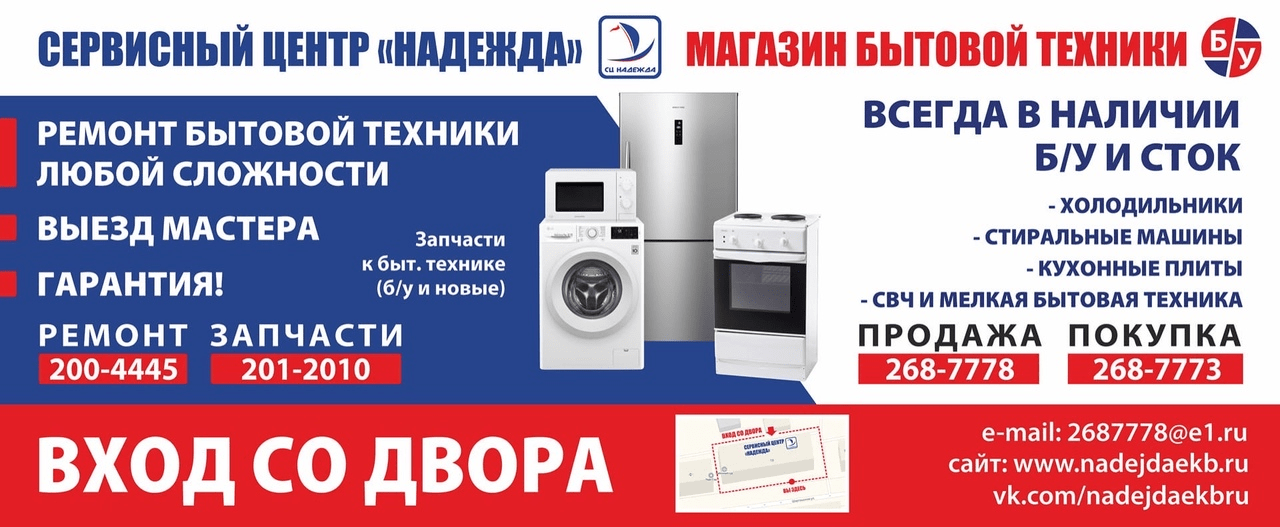 СЕРВИСНЫЙ ЦЕНТР «НАДЕЖДА»
СЦ НАДЕЖДА
МАГАЗИН БЫТОВОЙ ТЕХНИКИ
Б/У
РЕМОНТ БЫТОВОЙ ТЕХНИКИ
ЛЮБОЙ СЛОЖНОСТИ
ВЫЕЗД МАСТЕРА
ГАРАНТИЯ!
Запчасти
к быт. технике
(б/у и новые)
РЕМОНТ
200-4445
ЗАПЧАСТИ
201-2010
ВСЕГДА В НАЛИЧИИ
Б/У И СТОК
- ХОЛОДИЛЬНИКИ
- СТИРАЛЬНЫЕ МАШИНЫ
- КУХОННЫЕ ПЛИТЫ
- СВЧ И МЕЛКАЯ БЫТОВАЯ ТЕХНИКА
ПРОДАЖА
268-7778
ПОКУПКА
268-7773
ВХОД СО ДВОРА
ВХОД СО ДВОРА
СЕРВИСНЫЙ ЦЕНТР
«НАДЕЖДА»
ВЫ ЗДЕСЬ
e-mail: 2687778@e1.ru
сайт: www.nadejdaekb.ru
vk.com/nadejdaekbru